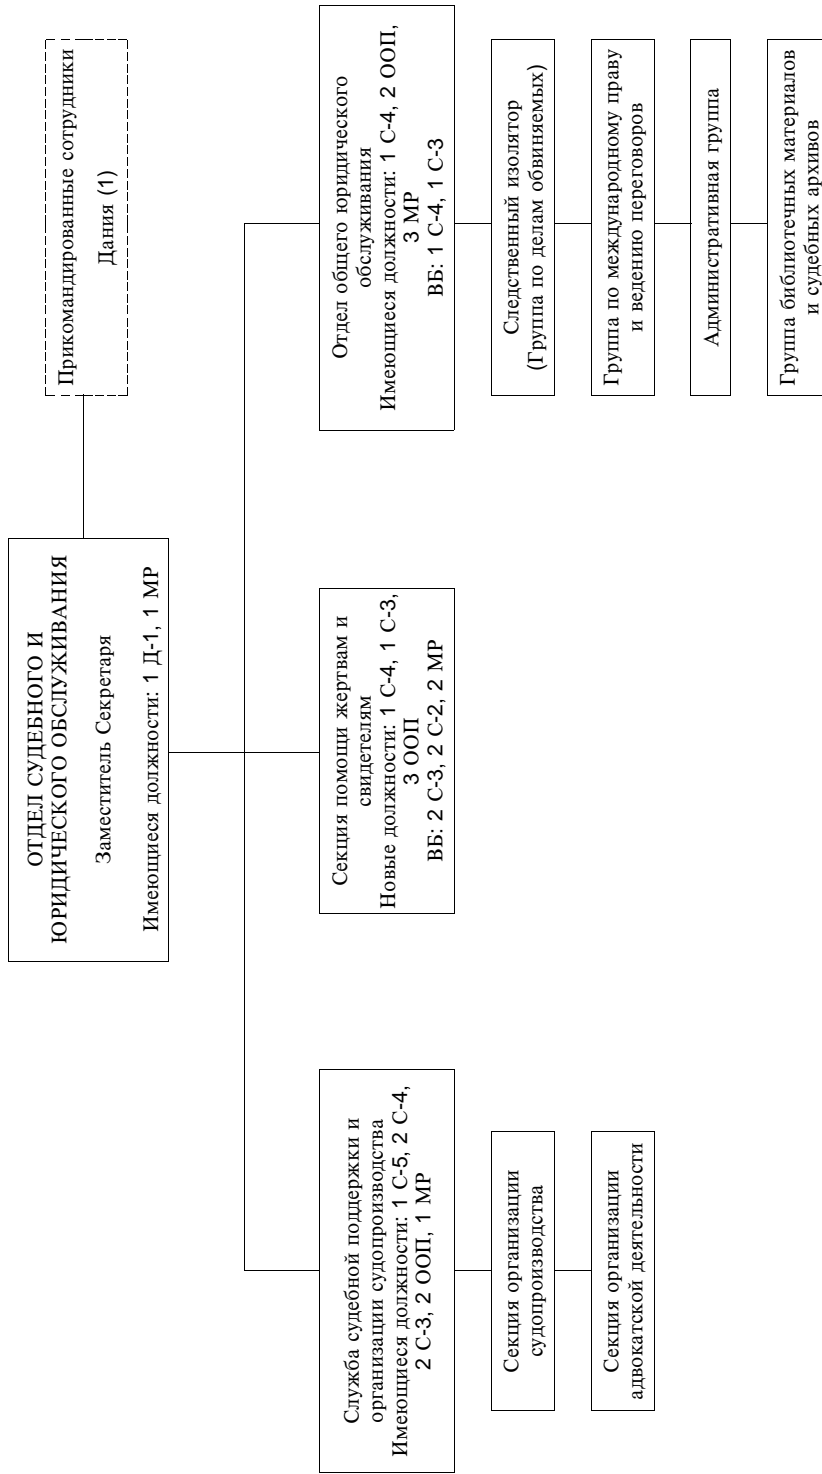 ОТДЕЛ СУДЕБНОГО И
ЮРИДИЧЕСКОГО ОБСЛУЖИВАНИЯ
Заместитель Секретаря
Имеющиеся должности: 1 Д-1, 1 МР
Прикомандированные сотрудники
Дания (1)
Служба судебной поддержки и
организации судопроизводства
Имеющиеся должности: 1 С-5, 2 С-4,
2 С-3, 2 ООП, 1 МР
Секция организации
судопроизводства
Секция организации
адвокатской деятельности
Секция помощи жертвам и
свидетелям
Новые должности: 1 С-4, 1 С-3,
3 ООП
ВБ: 2 С-3, 2 С-2, 2 МР
Отдел общего юридического
обслуживания
Имеющиеся должности: 1 С-4, 2 ООП,
3 МР
ВБ: 1 С-4, 1 С-3
Следственный изолятор
(Группа по делам обвиняемых)
Группа по международному праву
и ведению переговоров
Административная группа
Группа библиотечных материалов
и судебных архивов